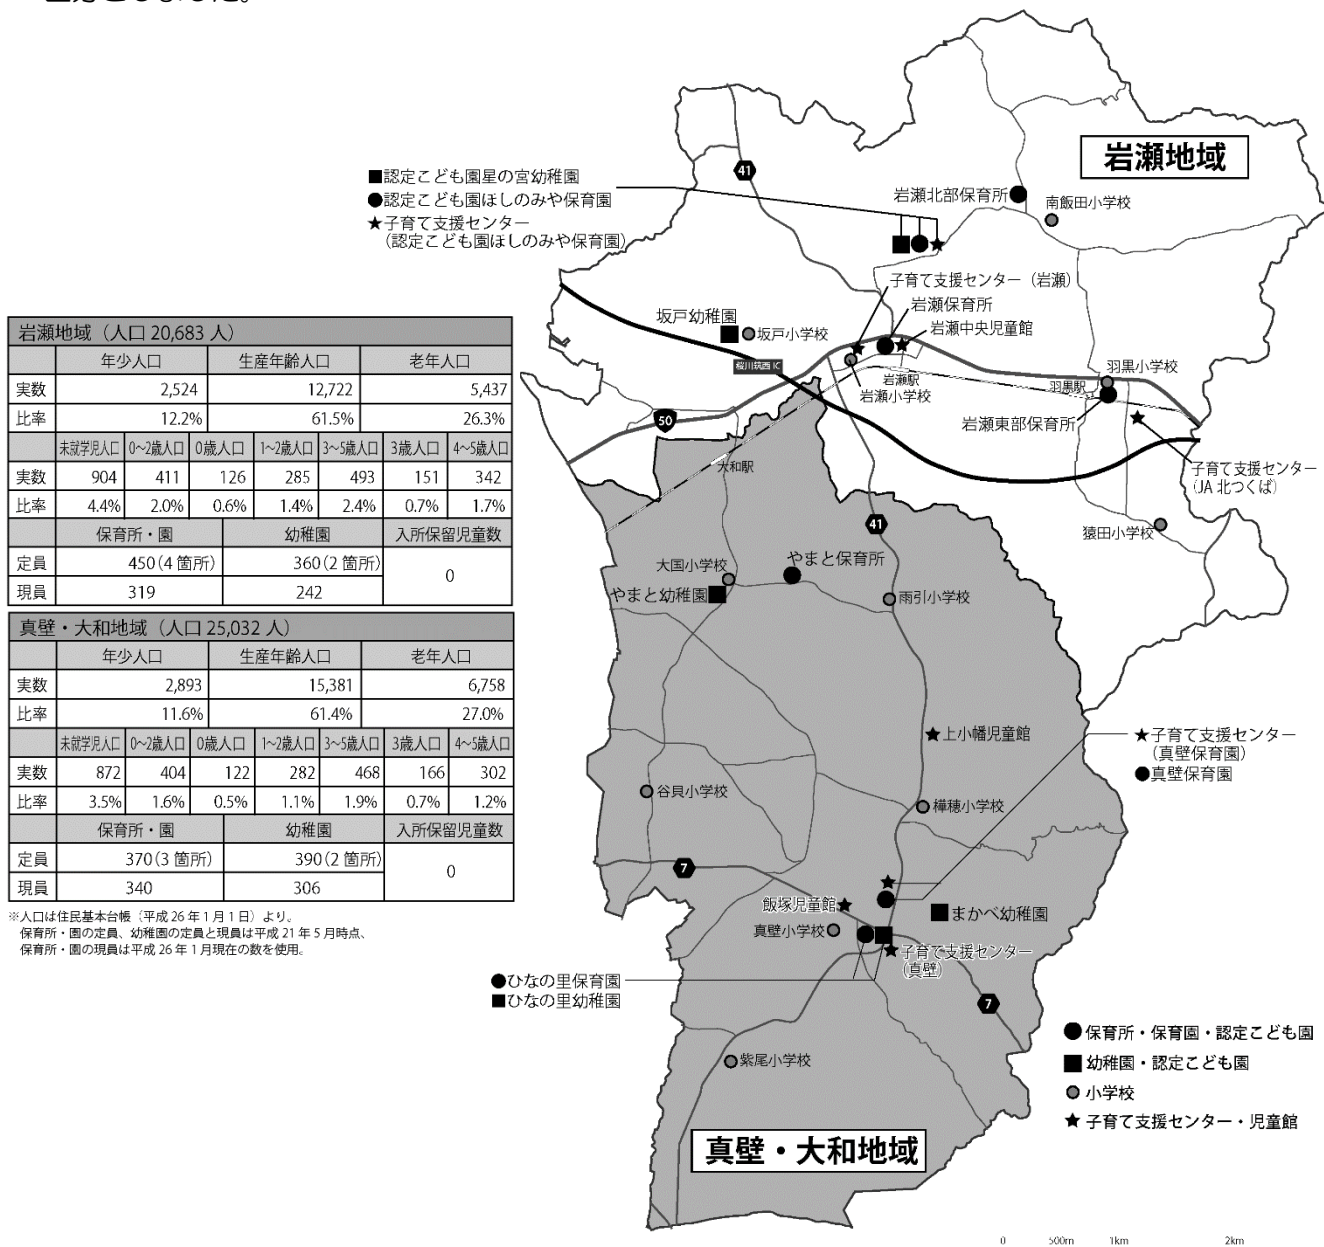 岩瀬地域
41
■認定こども園星の宮幼稚園
●認定こども園ほしのみや保育園
★子育て支援センター
(認定こども園ほしのみや保育園)
岩瀬北部保育所
南飯田小学校
子育て支援センター（岩瀬）
岩瀬保育所
岩瀬中央児童館
坂戸幼稚園
坂戸小学校
桜川筑西IC
岩瀬駅
岩瀬小学校
羽黒小学校
羽黒駅
岩瀬東部保育所
50
大和駅
子育て支援センター
(JA北つくば)
猿田小学校
岩瀬地域（人口 20,683 人）
年少人口 生産年齢人口 老年人口
実数 2,524 12,722 5,437
比率 12.2% 61.5% 26.3%
未就学児人口 0〜2歳人口 0歳人口 1〜2歳人口 3〜5歳人口 3歳人口 4〜5歳人口
実数 904 411 126 285 493 151 342
比率 4.4% 2.0% 0.6% 1.4% 2.4% 0.7% 1.7%
保育所・園 幼稚園 入所保留児童数
定員 450(4 箇所) 360(2 箇所) 0
現員 319 242
真壁・大和地域（人口 25,032 人）
年少人口 生産年齢人口 老年人口
実数 2,893 15,381 6,758
比率 11.6% 61.4% 27.0%
未就学児人口 0〜2歳人口 0歳人口 1〜2歳人口 3〜5歳人口 3歳人口 4〜5歳人口
実数 872 404 122 282 468 166 302
比率 3.5% 1.6% 0.5% 1.1% 1.9% 0.7% 1.2%
保育所・園 幼稚園 入所保留児童数
定員 370(3 箇所) 390(2 箇所) 0
現員 340 306
※人口は住民基本台帳（平成 26 年 1 月 1 日）より。
保育所・園の定員、幼稚園の定員と現員は平成 21 年 5 月時点、
保育所・園の現員は平成 26 年 1 月現在の数を使用。
41
大国小学校
やまと保育所
やまと幼稚園
雨引小学校
上小幡児童館
★子育て支援センター
(真壁保育園)
●真壁保育園
谷貝小学校
樺穂小学校
7
飯塚児童館
まかべ幼稚園
真壁小学校
子育て支援センター
(真壁)
●ひなの里保育園
■ひなの里幼稚園
7
紫尾小学校
真壁・大和地域
●保育所・保育園・認定こども園
■幼稚園・認定こども園
小学校
★子育て支援センター・児童館
0 500m 1km 2km